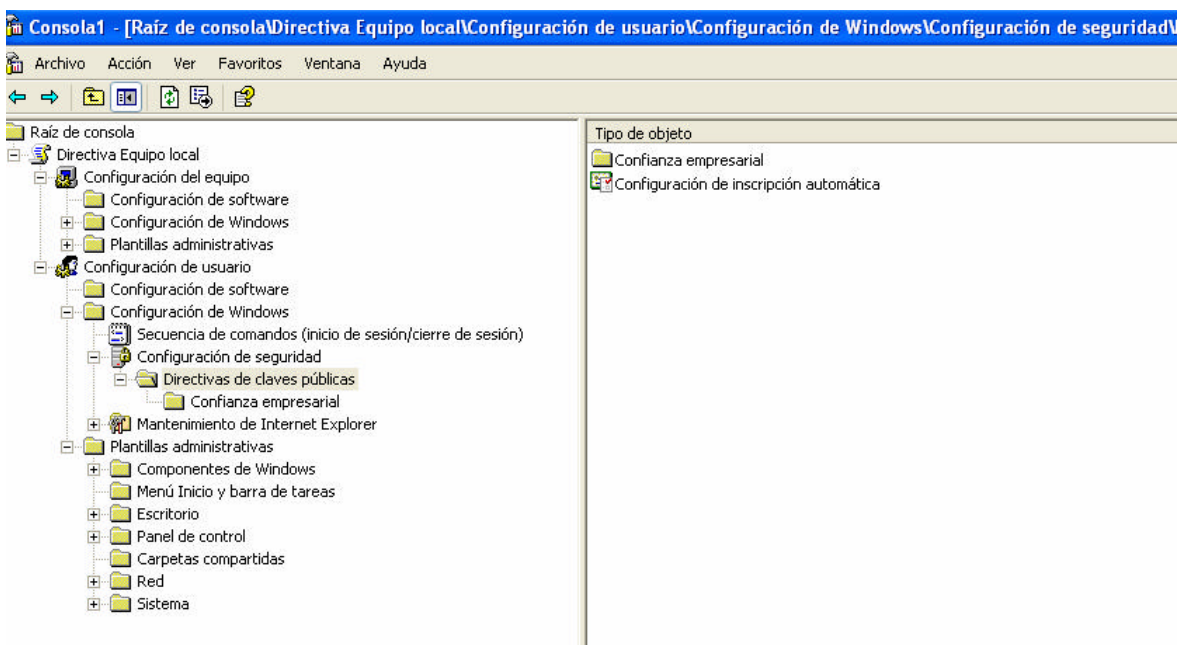 Consola1 - [Raíz de consola\Directiva Equipo local\Configuración de usuario\Configuración de Windows\Configuración de seguridad\
Archivo Acción Ver Favoritos Ventana Ayuda
Raíz de consola
Directiva Equipo local
Configuración del equipo
Configuración de software
Configuración de Windows
Plantillas administrativas
Configuración de usuario
Configuración de software
Configuración de Windows
Secuencia de comandos (inicio de sesión/cierre de sesión)
Configuración de seguridad
Directivas de claves públicas
Confianza empresarial
Mantenimiento de Internet Explorer
Plantillas administrativas
Componentes de Windows
Menú Inicio y barra de tareas
Escritorio
Panel de control
Carpetas compartidas
Red
Sistema
Tipo de objeto
Confianza empresarial
Configuración de inscripción automática